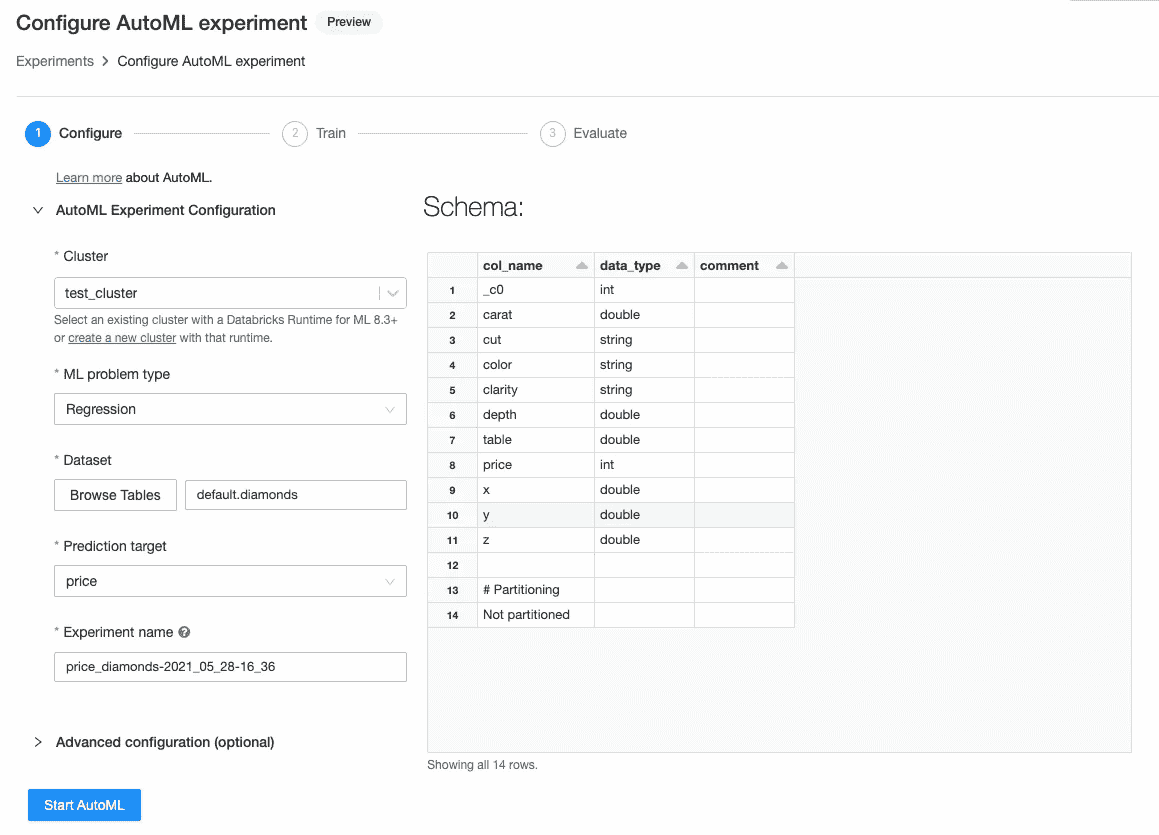 Configure AutoML experiment Preview
Experiments > Configure AutoML experiment
1 Configure 2 Train 3 Evaluate
Learn more about AutoML.
AutoML Experiment Configuration
* Cluster
test_cluster
Select an existing cluster with a Databricks Runtime for ML 8.3+
or create a new cluster with that runtime.
* ML problem type
Regression
* Dataset
Browse Tables default.diamonds
* Prediction target
price
* Experiment name ?
price_diamonds-2021_05_28-16_36
Advanced configuration (optional)
Start AutoML
Schema:
col_name data_type comment
1 _c0 int
2 carat double
3 cut string
4 color string
5 clarity string
6 depth double
7 table double
8 price int
9 x double
10 y double
11 z double
12
13 # Partitioning
14 Not partitioned
Showing all 14 rows.